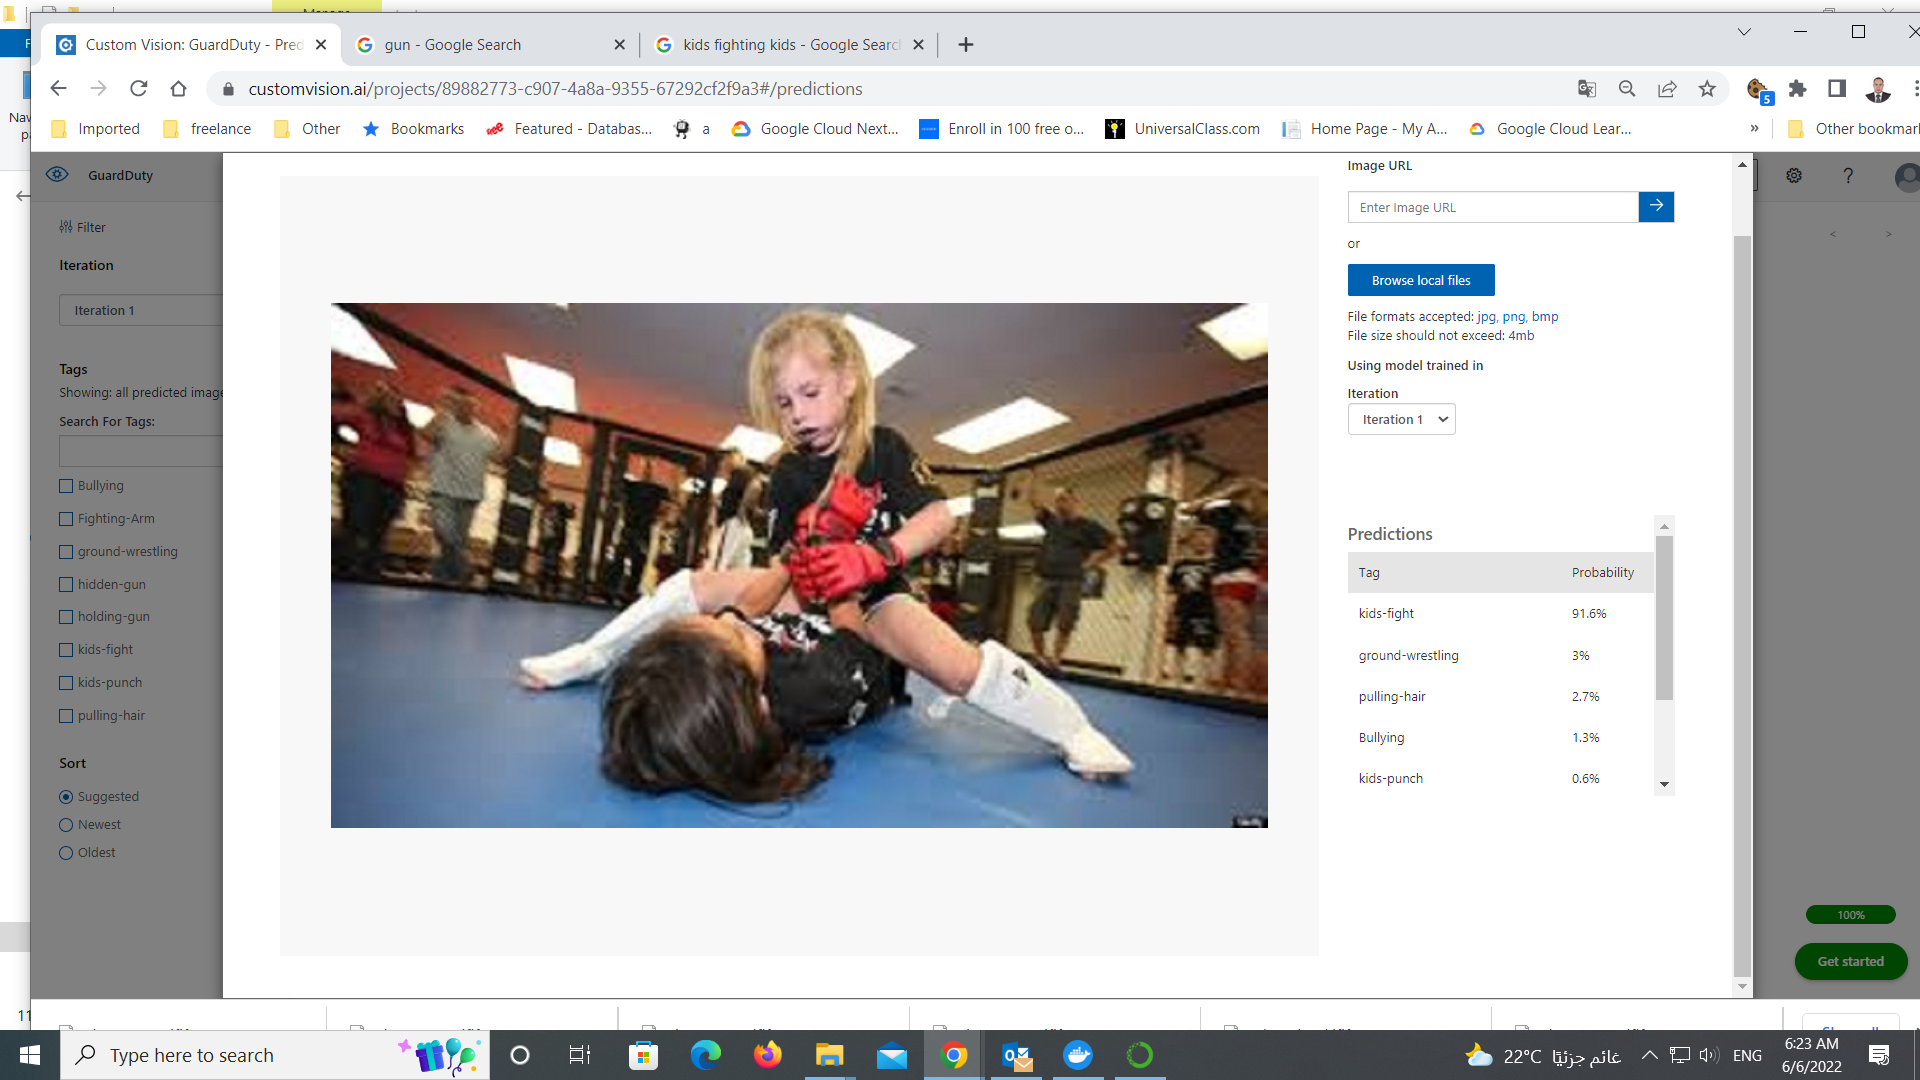 Custom Vision: GuardDuty - Pred
gun - Google Search
kids fighting kids - Google Search
customvision.ai/projects/89882773-c907-4a8a-9355-67292cf2f9a3#/predictions
5
Imported
freelance
Other
Bookmarks
Featured - Databas...
a
Google Cloud Next...
Enroll in 100 free o...
UniversalClass.com
Home Page - My A...
Google Cloud Lear...
»
Other bookmark
GuardDuty
?
Filter
Iteration
Iteration 1
Tags
Showing: all predicted image
Search For Tags:
Bullying
Fighting-Arm
ground-wrestling
hidden-gun
holding-gun
kids-fight
kids-punch
pulling-hair
Sort
Suggested
Newest
Oldest
Image URL
Enter Image URL
or
Browse local files
File formats accepted: jpg, png, bmp
File size should not exceed: 4mb
Using model trained in
Iteration
Iteration 1
Predictions
Tag Probability
kids-fight 91.6%
ground-wrestling 3%
pulling-hair 2.7%
Bullying 1.3%
kids-punch 0.6%
< >
100%
Get started
11
Type here to search
22°C غائم جزئيًا
ENG
6:23 AM
6/6/2022